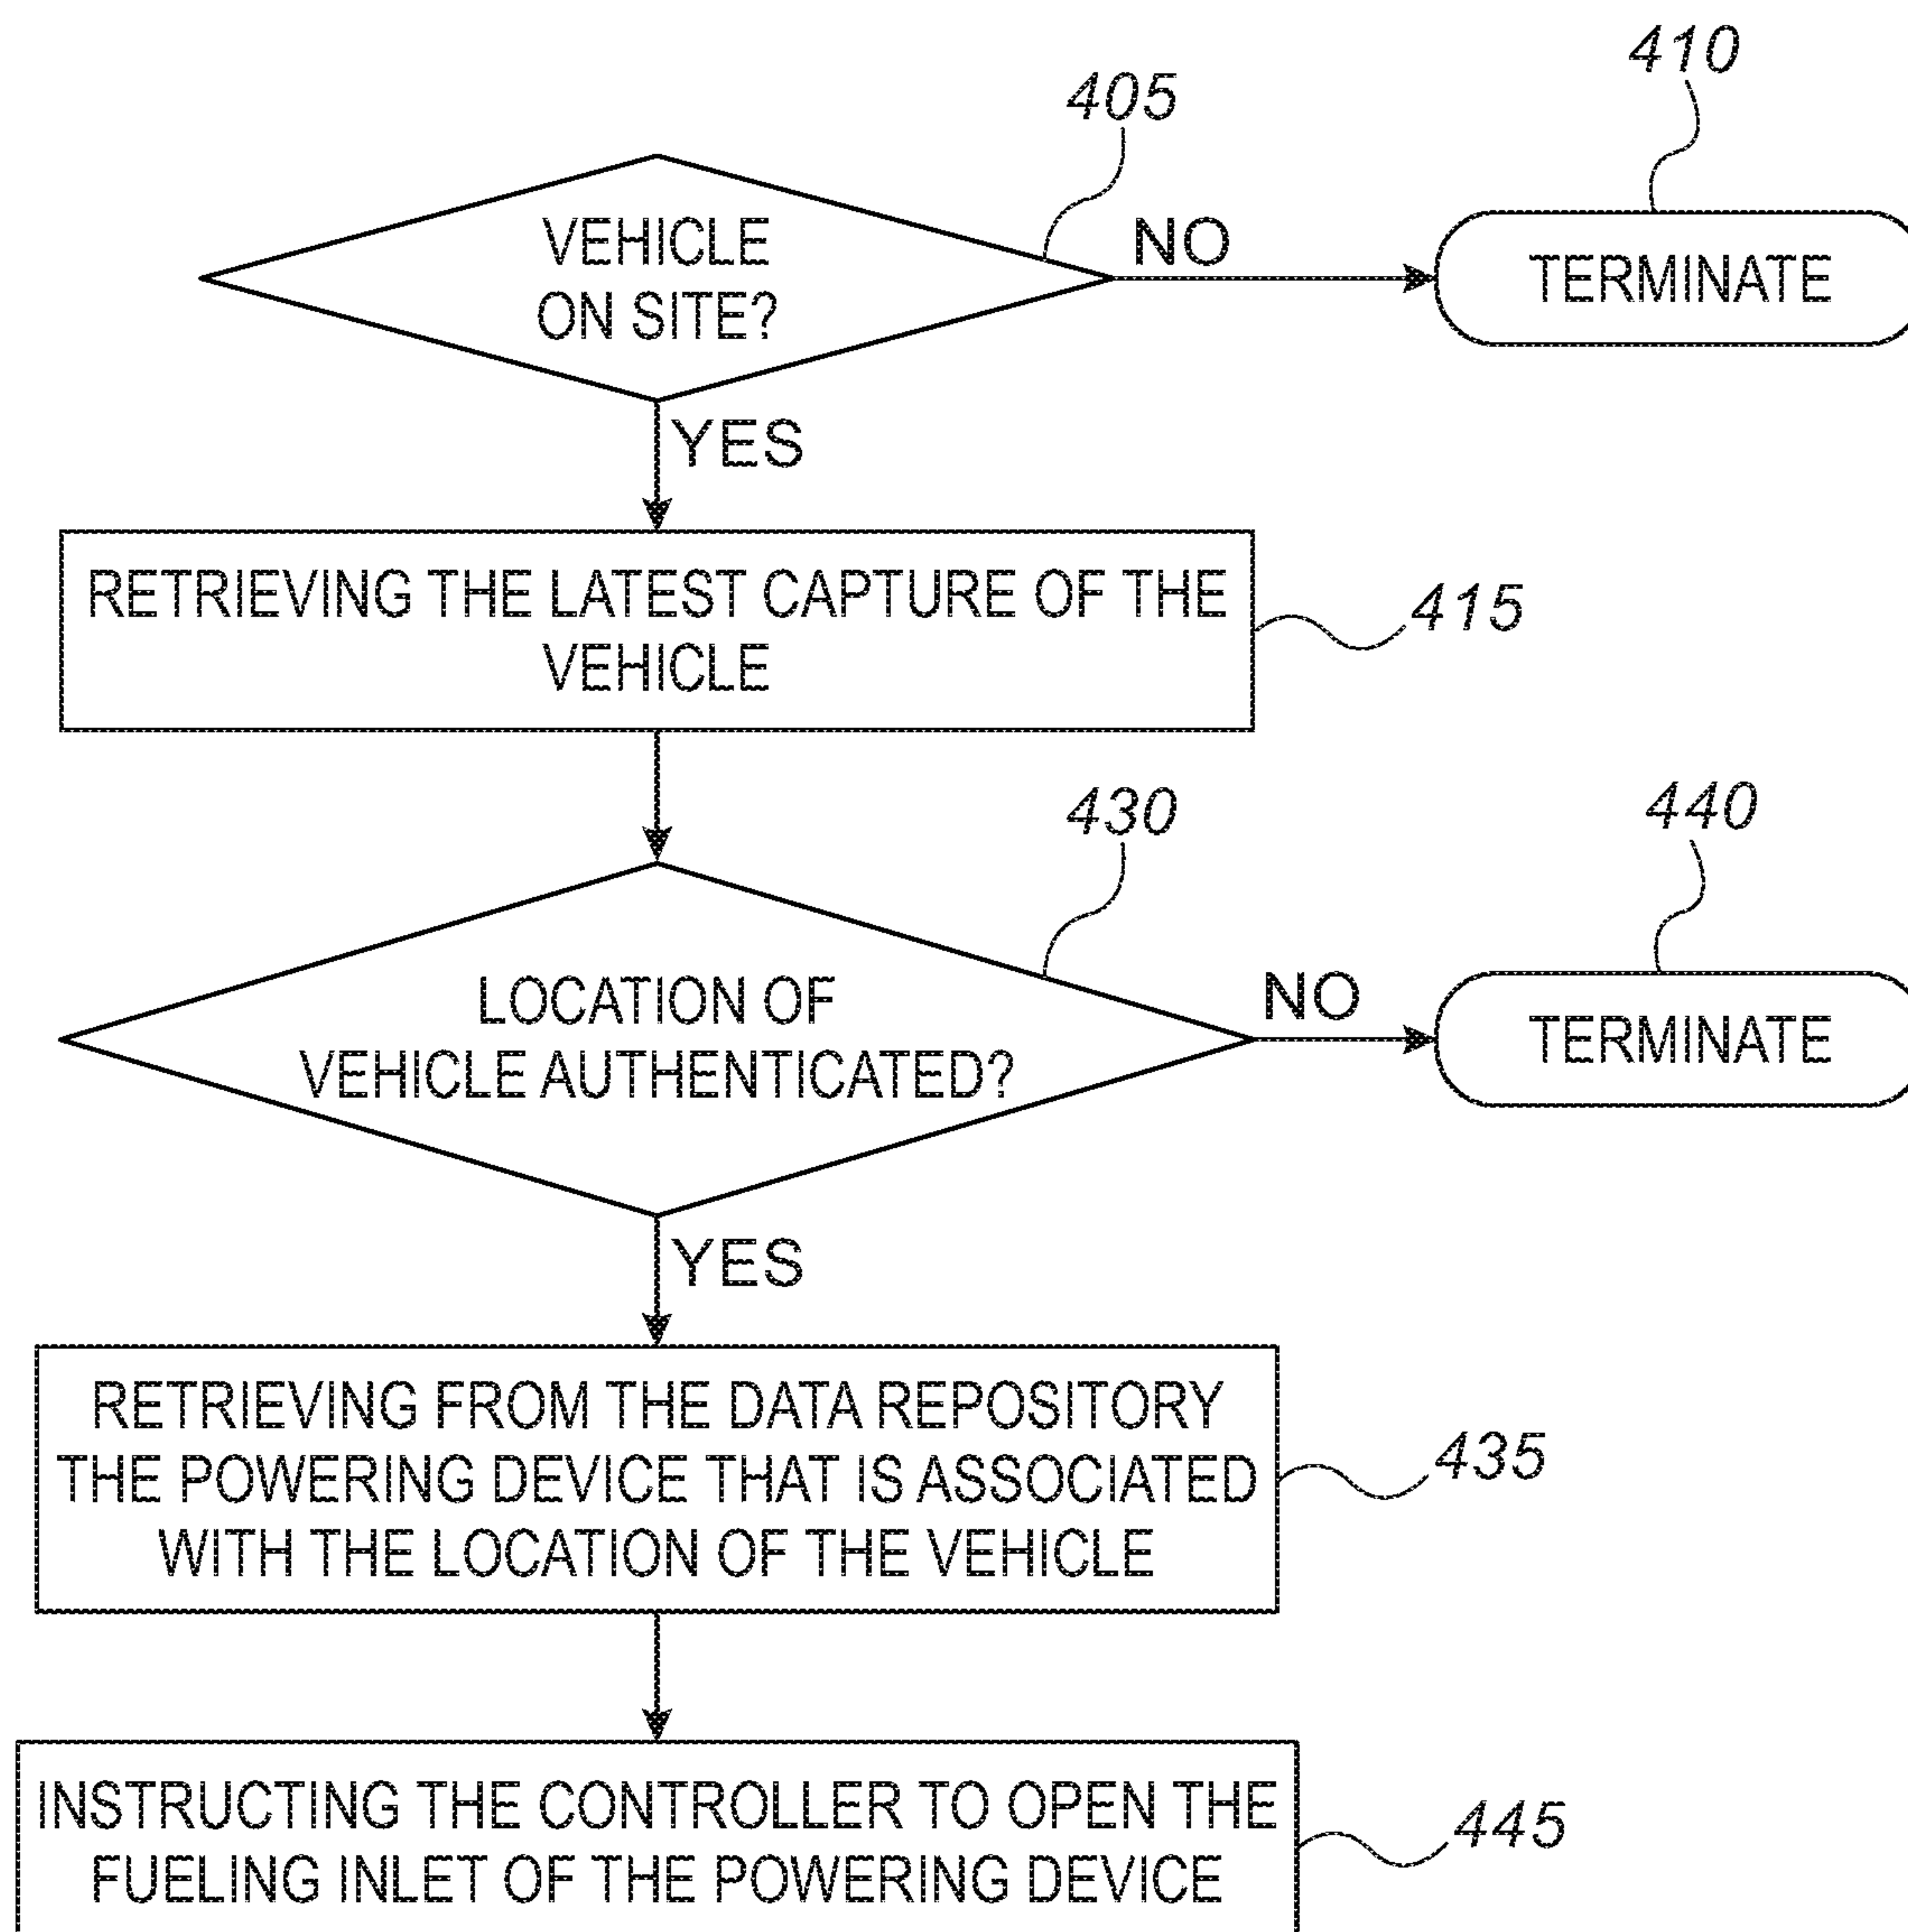 410
405
VEHICLE
ON SITE?
NO
TERMINATE
YES
RETRIEVING THE LATEST CAPTURE OF THE
VEHICLE
415
430
440
LOCATION OF
VEHICLE AUTHENTICATED?
NO
TERMINATE
YES
RETRIEVING FROM THE DATA REPOSITORY
THE POWERING DEVICE THAT IS ASSOCIATED
WITH THE LOCATION OF THE VEHICLE
435
INSTRUCTING THE CONTROLLER TO OPEN THE
FUELING INLET OF THE POWERING DEVICE
445